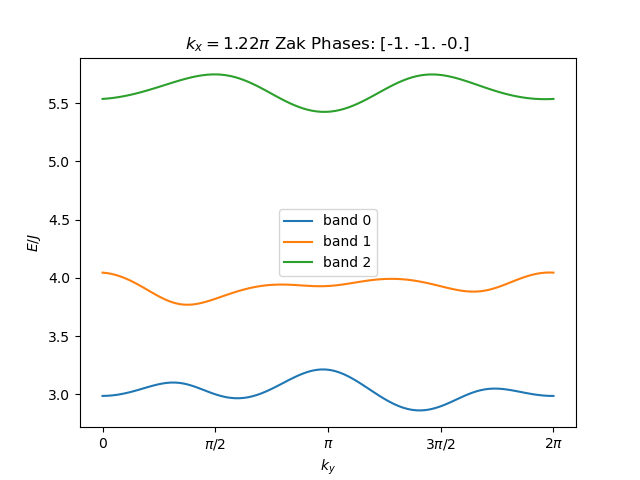 $k_x = 1.22\pi$ Zak Phases: [-1. -1. -0.]
E/J
5.5
5.0
4.5
4.0
3.5
3.0
band 0
band 1
band 2
0
π/2
π
3π/2
2π
$k_y$